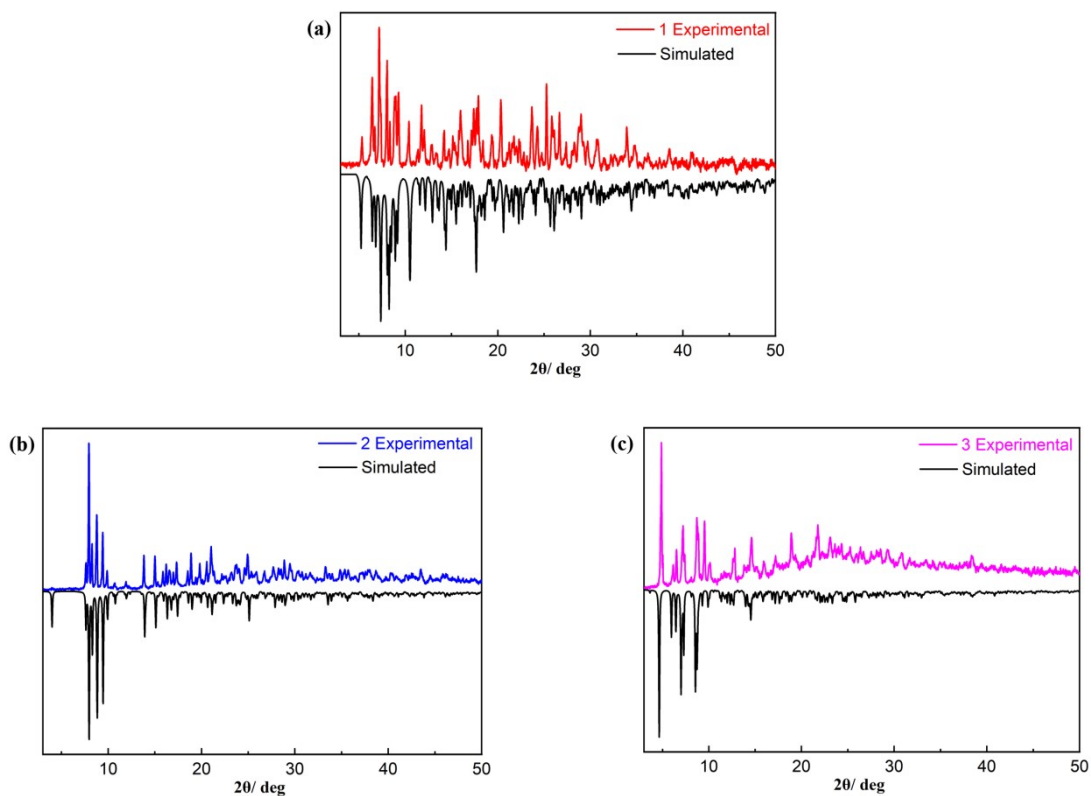 (a)
1 Experimental
Simulated
10 20 30 40 50
2θ/ deg
(b)
2 Experimental
Simulated
10 20 30 40 50
2θ/ deg
(c)
3 Experimental
Simulated
10 20 30 40 50
2θ/ deg